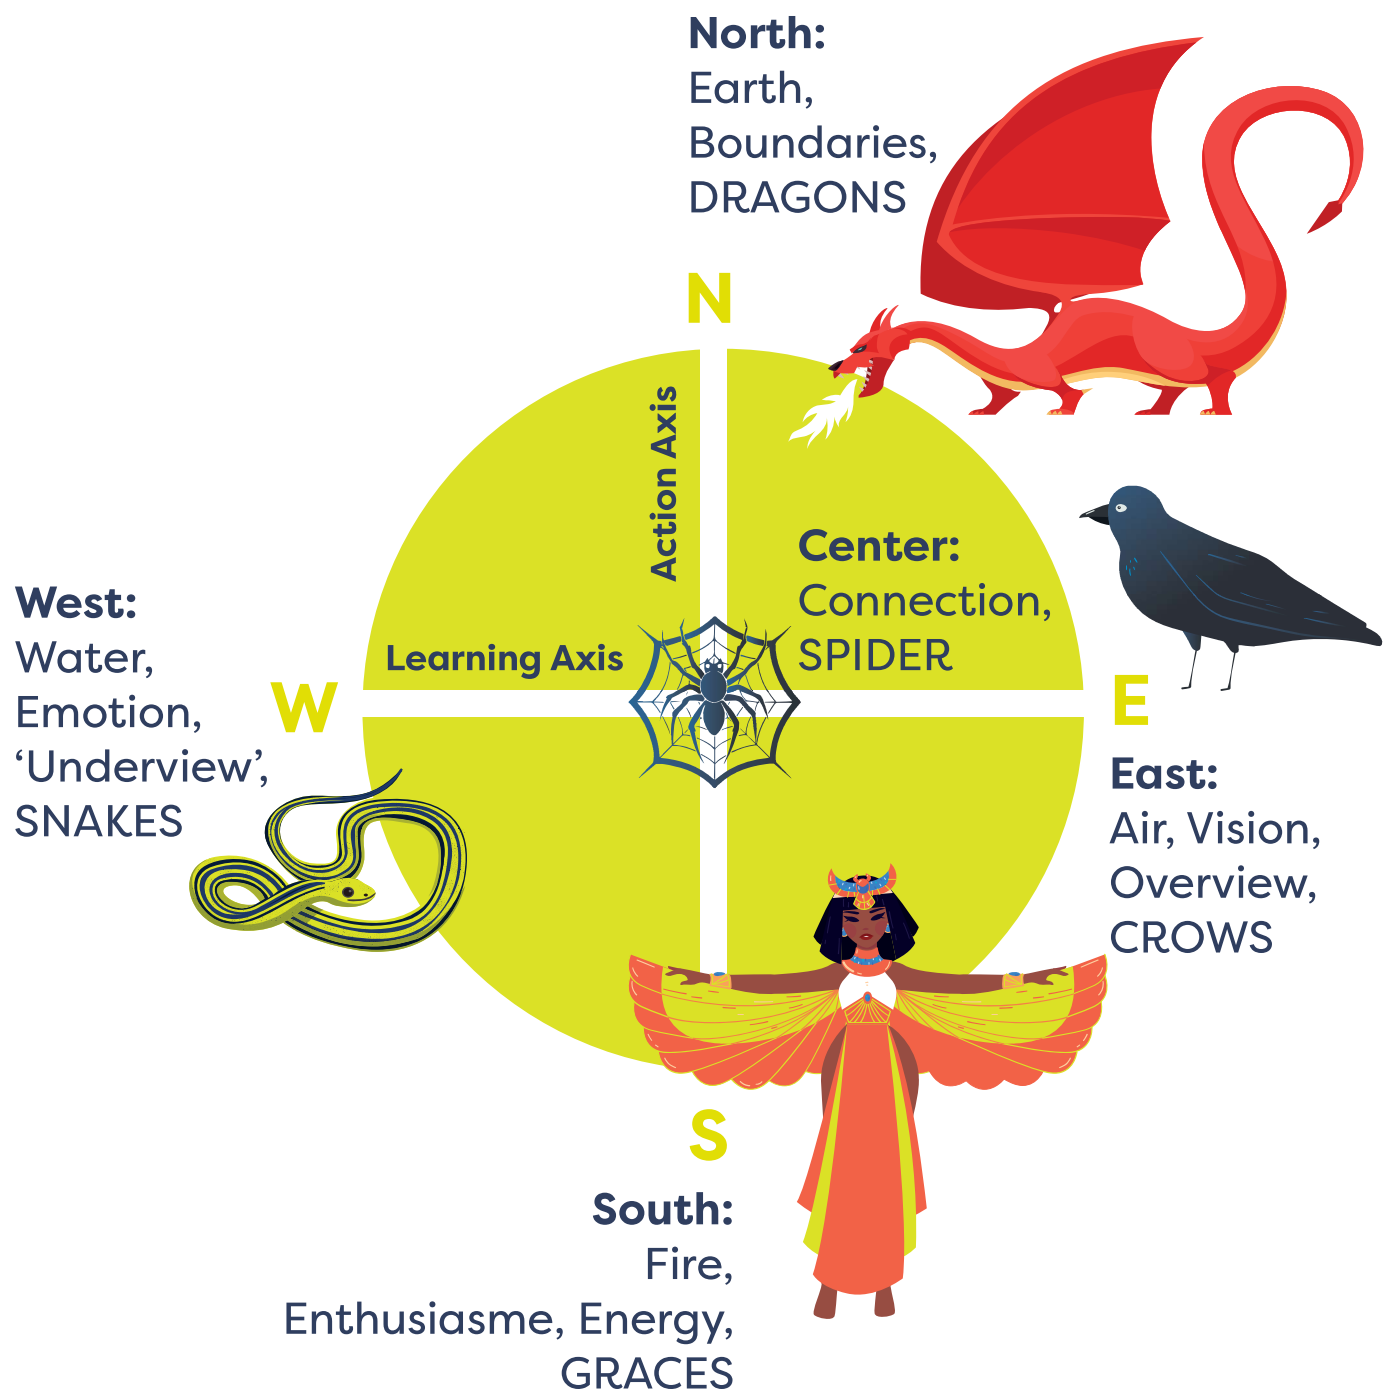 North:
Earth,
Boundaries,
DRAGONS
N
Action Axis
Center:
Connection,
SPIDER
Learning Axis
West:
Water,
Emotion,
‘Underview’,
SNAKES
W
E
East:
Air, Vision,
Overview,
CROWS
S
South:
Fire,
Enthusiasme, Energy,
GRACES